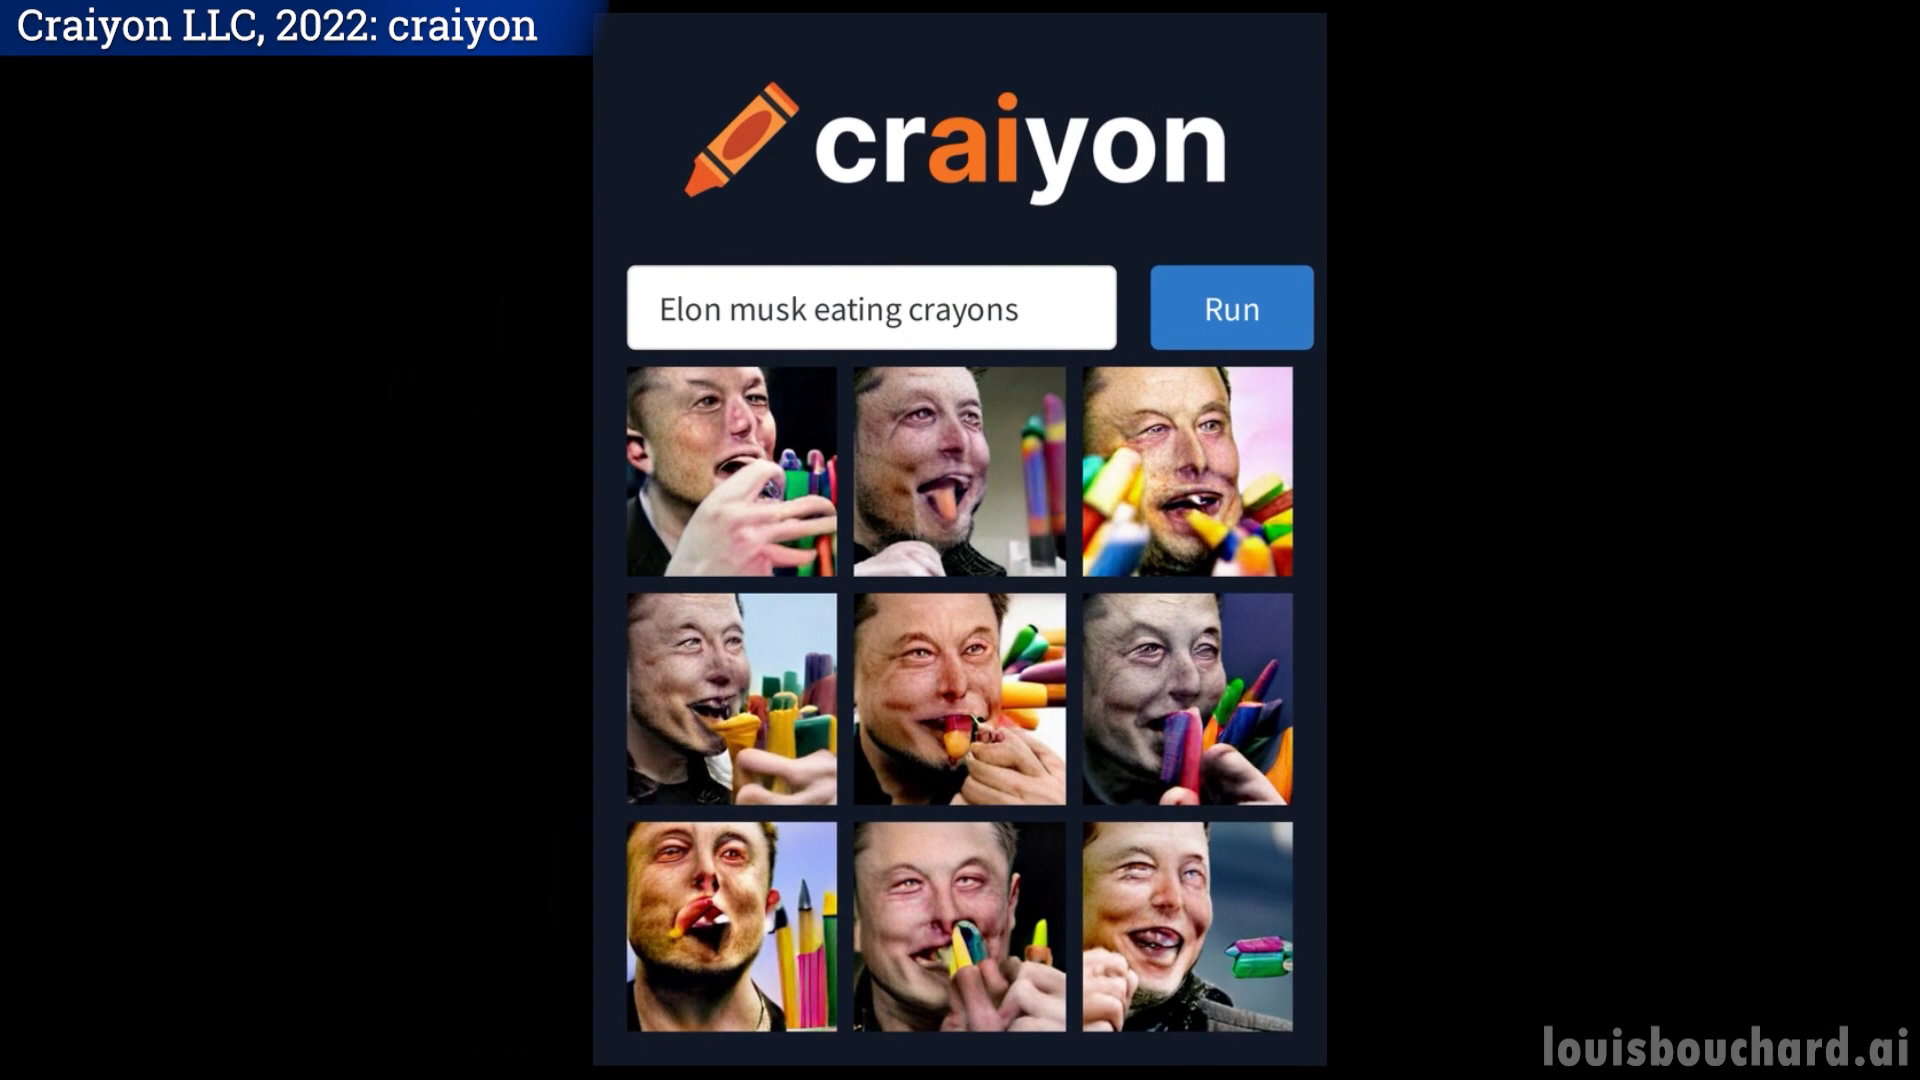 Craiyon LLC, 2022: craiyon
craiyon
Elon musk eating crayons
Run
louisbouchard.ai